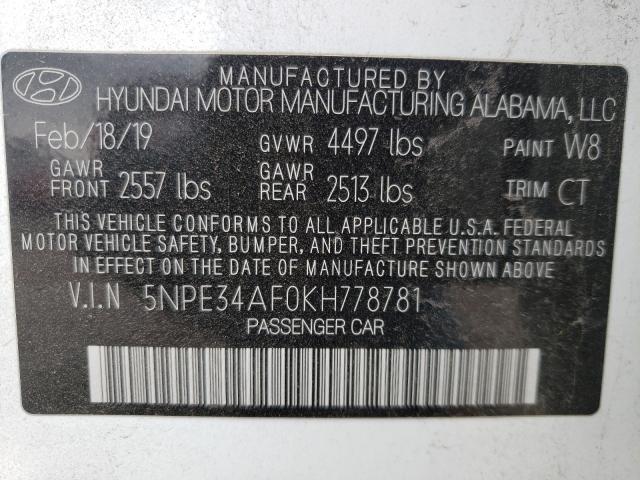 MANUFACTURED BY
HYUNDAI MOTOR MANUFACTURING ALABAMA, LLC
Feb/18/19 GVWR 4497 lbs PAINT W8
GAWR FRONT 2557 lbs GAWR REAR 2513 lbs TRIM CT
THIS VEHICLE CONFORMS TO ALL APPLICABLE U.S.A. FEDERAL
MOTOR VEHICLE SAFETY, BUMPER, AND THEFT PREVENTION STANDARDS
IN EFFECT ON THE DATE OF MANUFACTURE SHOWN ABOVE.
V.I.N 5NPE34AF0KH778781
PASSENGER CAR